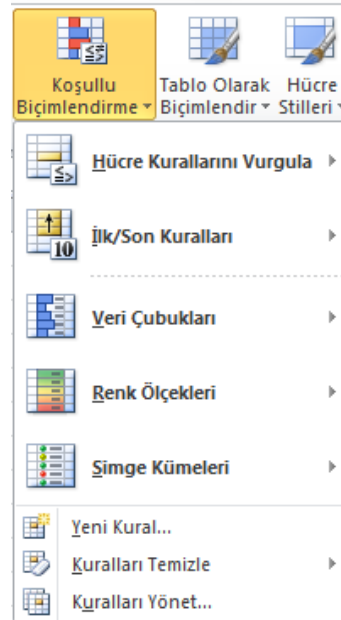 Koşullu Biçimlendirme
Tablo Olarak Biçimlendir
Hücre Stilleri
Hücre Kurallarını Vurgula
İlk/Son Kuralları
10
Veri Çubukları
Renk Ölçekleri
Simge Kümeleri
Yeni Kural...
Kuralları Temizle
Kuralları Yönet...